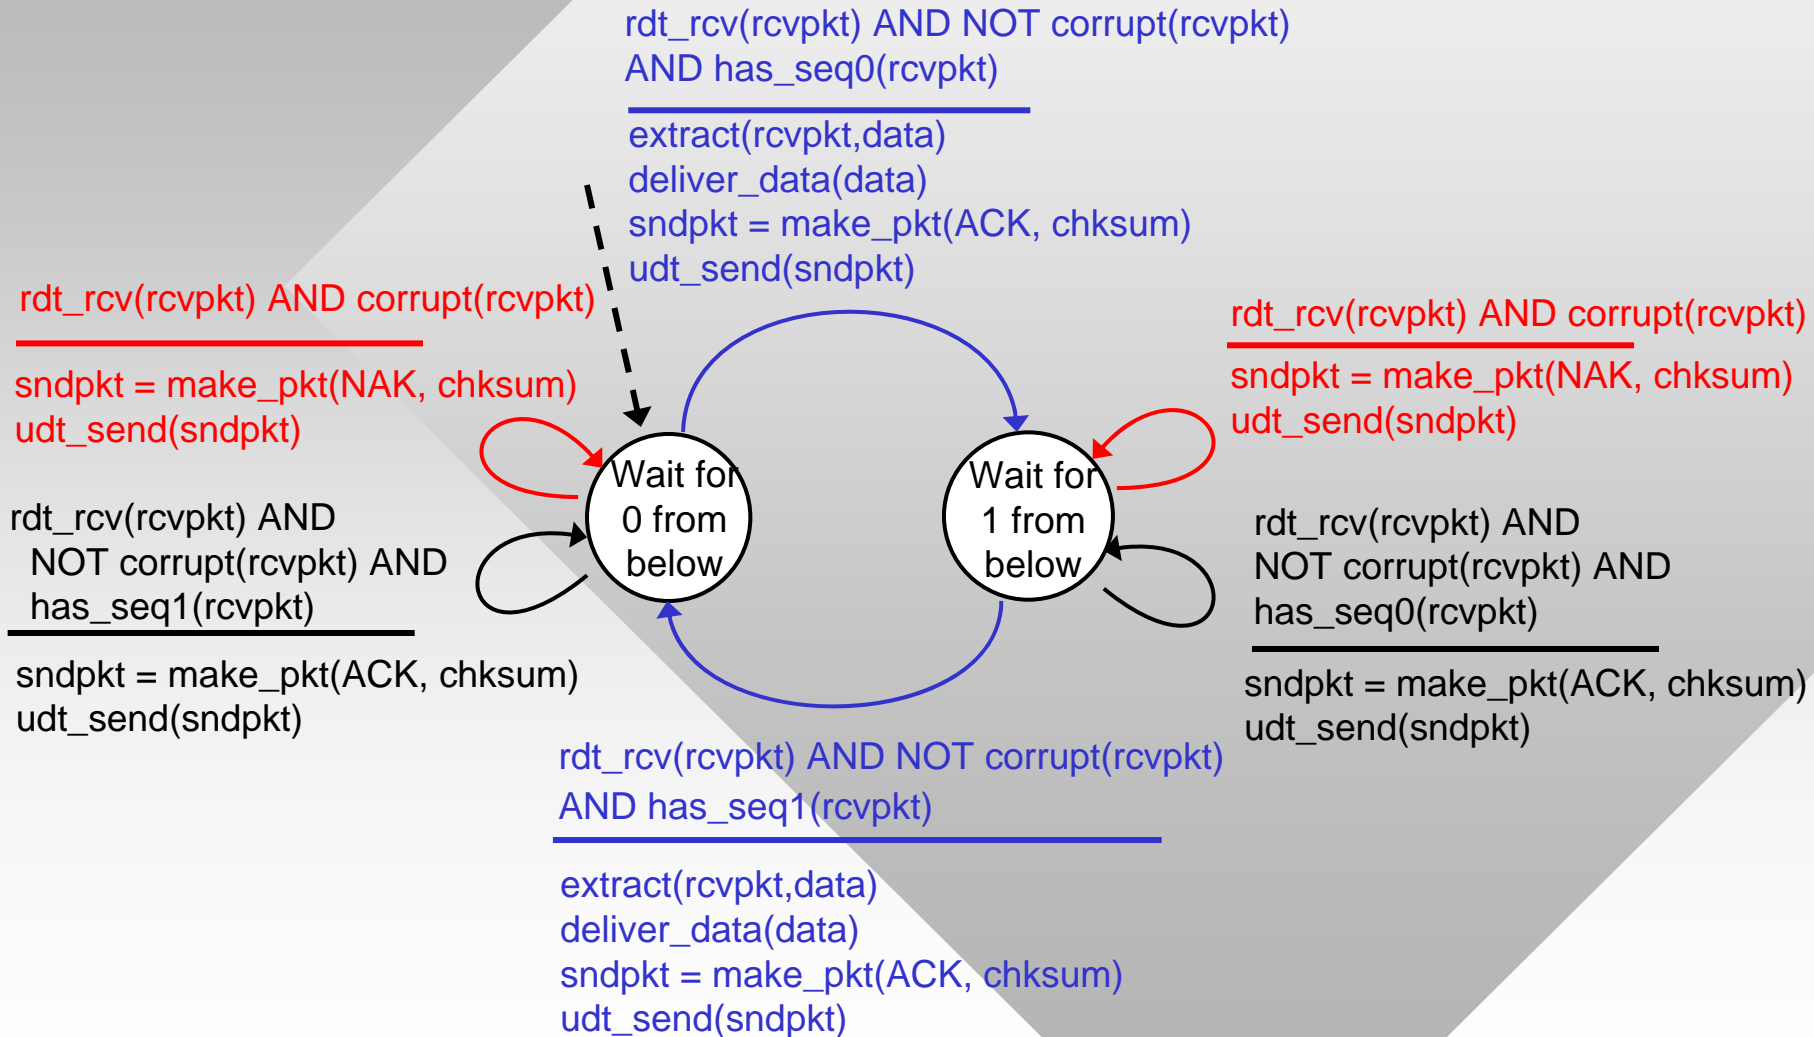 rdt_rcv(rcvpkt) AND NOT corrupt(rcvpkt)
AND has_seq0(rcvpkt)
extract(rcvpkt,data)
deliver_data(data)
sndpkt = make_pkt(ACK, chksum)
udt_send(sndpkt)
rdt_rcv(rcvpkt) AND corrupt(rcvpkt)
sndpkt = make_pkt(NAK, chksum)
udt_send(sndpkt)
rdt_rcv(rcvpkt) AND corrupt(rcvpkt)
sndpkt = make_pkt(NAK, chksum)
udt_send(sndpkt)
Wait for
0 from
below
Wait for
1 from
below
rdt_rcv(rcvpkt) AND
NOT corrupt(rcvpkt) AND
has_seq1(rcvpkt)
sndpkt = make_pkt(ACK, chksum)
udt_send(sndpkt)
rdt_rcv(rcvpkt) AND
NOT corrupt(rcvpkt) AND
has_seq0(rcvpkt)
sndpkt = make_pkt(ACK, chksum)
udt_send(sndpkt)
rdt_rcv(rcvpkt) AND NOT corrupt(rcvpkt)
AND has_seq1(rcvpkt)
extract(rcvpkt,data)
deliver_data(data)
sndpkt = make_pkt(ACK, chksum)
udt_send(sndpkt)